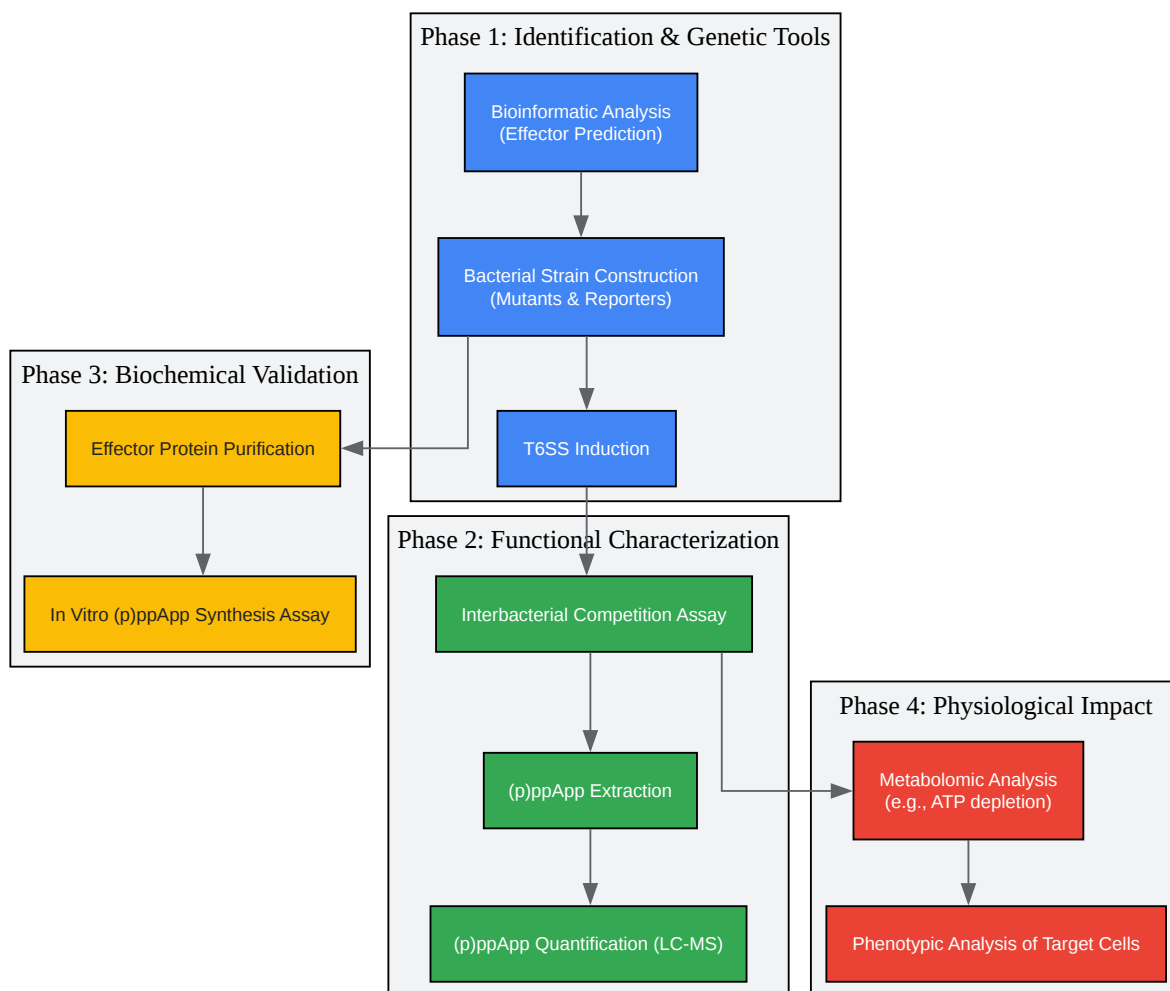 Phase 1: Identification & Genetic Tools
Bioinformatic Analysis
(Effector Prediction)
Bacterial Strain Construction
(Mutants & Reporters)
T6SS Induction
Phase 3: Biochemical Validation
Effector Protein Purification
In Vitro (p)ppApp Synthesis Assay
Phase 2: Functional Characterization
Interbacterial Competition Assay
(p)ppApp Extraction
(p)ppApp Quantification (LC-MS)
Phase 4: Physiological Impact
Metabolomic Analysis
(e.g., ATP depletion)
Phenotypic Analysis of Target Cells